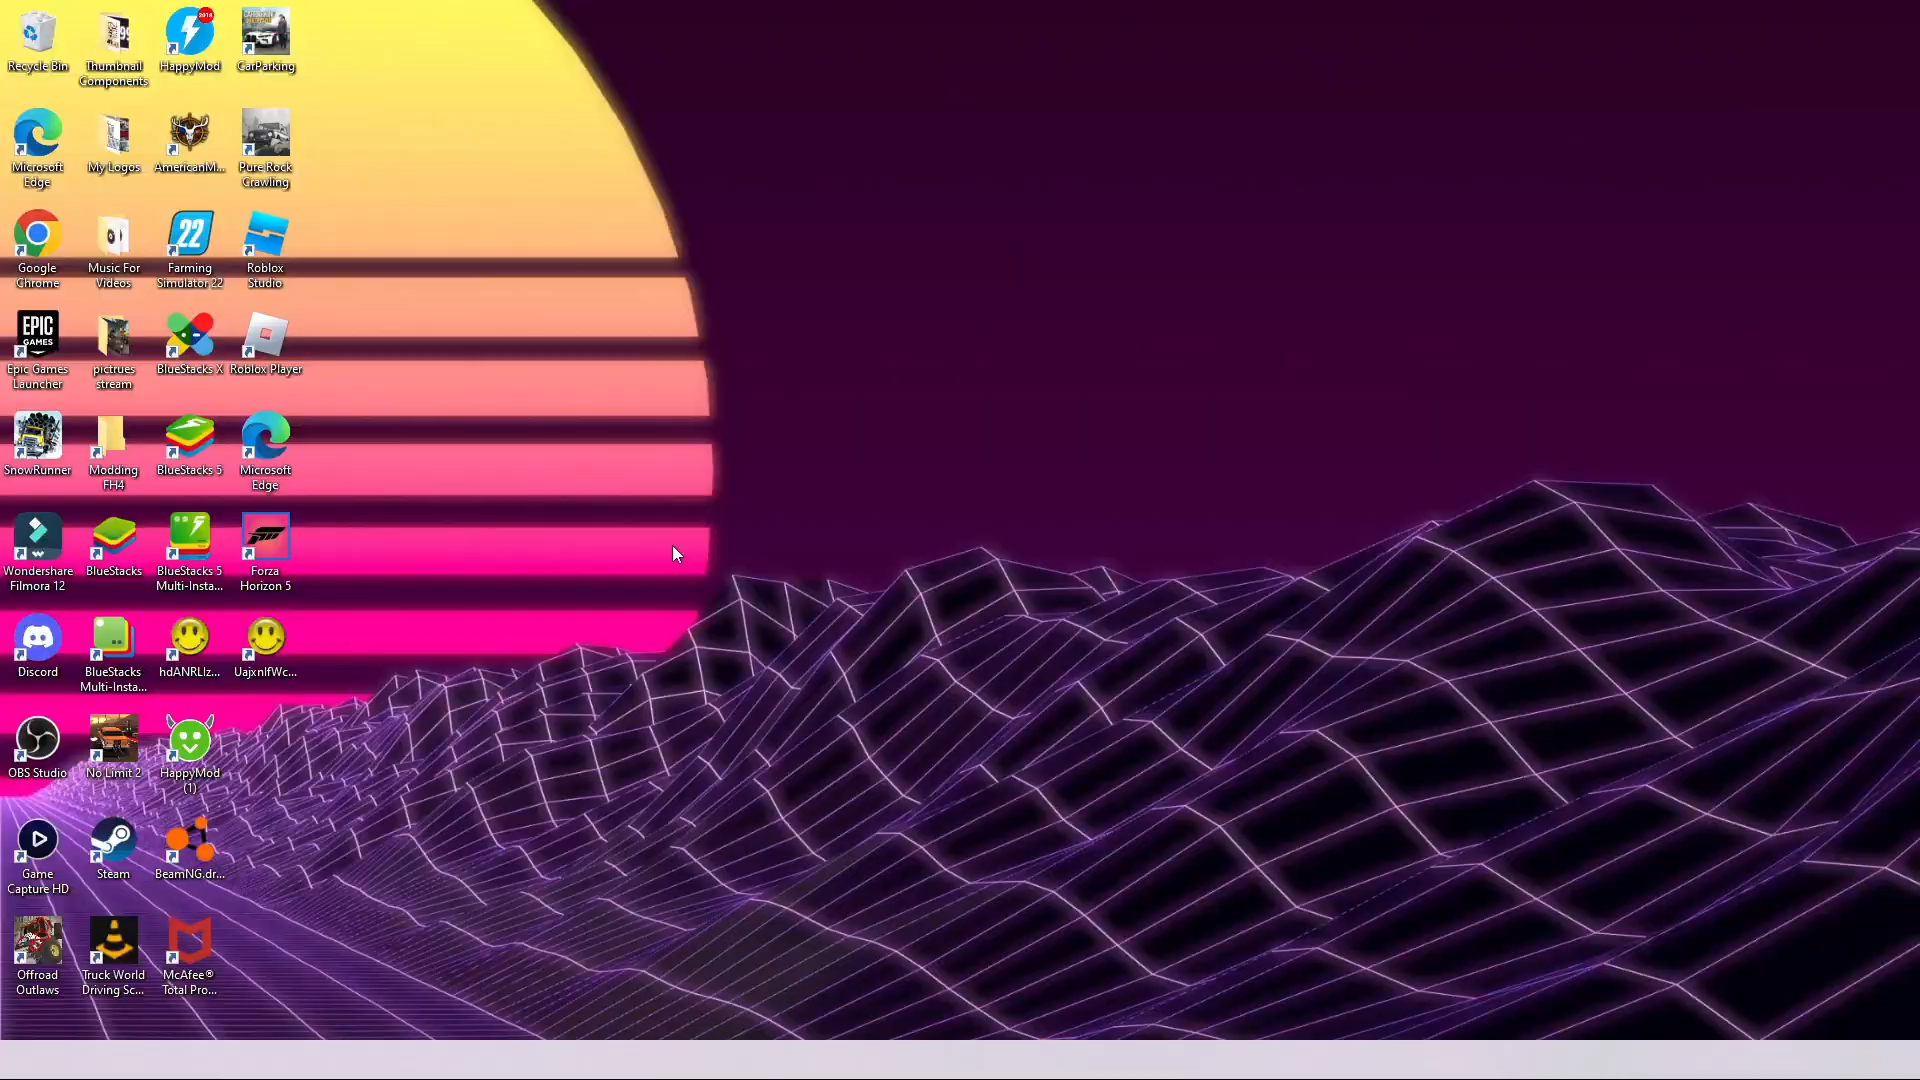 Recycle Bin
Thumbnail
Components
HappyMod
CarParking
Microsoft
Edge
My Logos
AmericanM...
Pure Rock
Crawling
Google
Chrome
Music For
Videos
22
Farming
Simulator 22
Roblox
Studio
EPIC
GAMES
Epic Games
Launcher
pictrues
stream
BlueStacks X
Roblox Player
SnowRunner
Modding
FH4
BlueStacks 5
Microsoft
Edge
Wondershare
Filmora 12
BlueStacks
BlueStacks 5
Multi-Insta...
Forza
Horizon 5
Discord
BlueStacks
Multi-Insta...
OBS Studio
No Limit 2
HappyMod
(1)
Game
Capture HD
Steam
BeamNG.dr...
Offroad
Outlaws
Truck World
Driving Sc...
McAfee®
Total Pro...